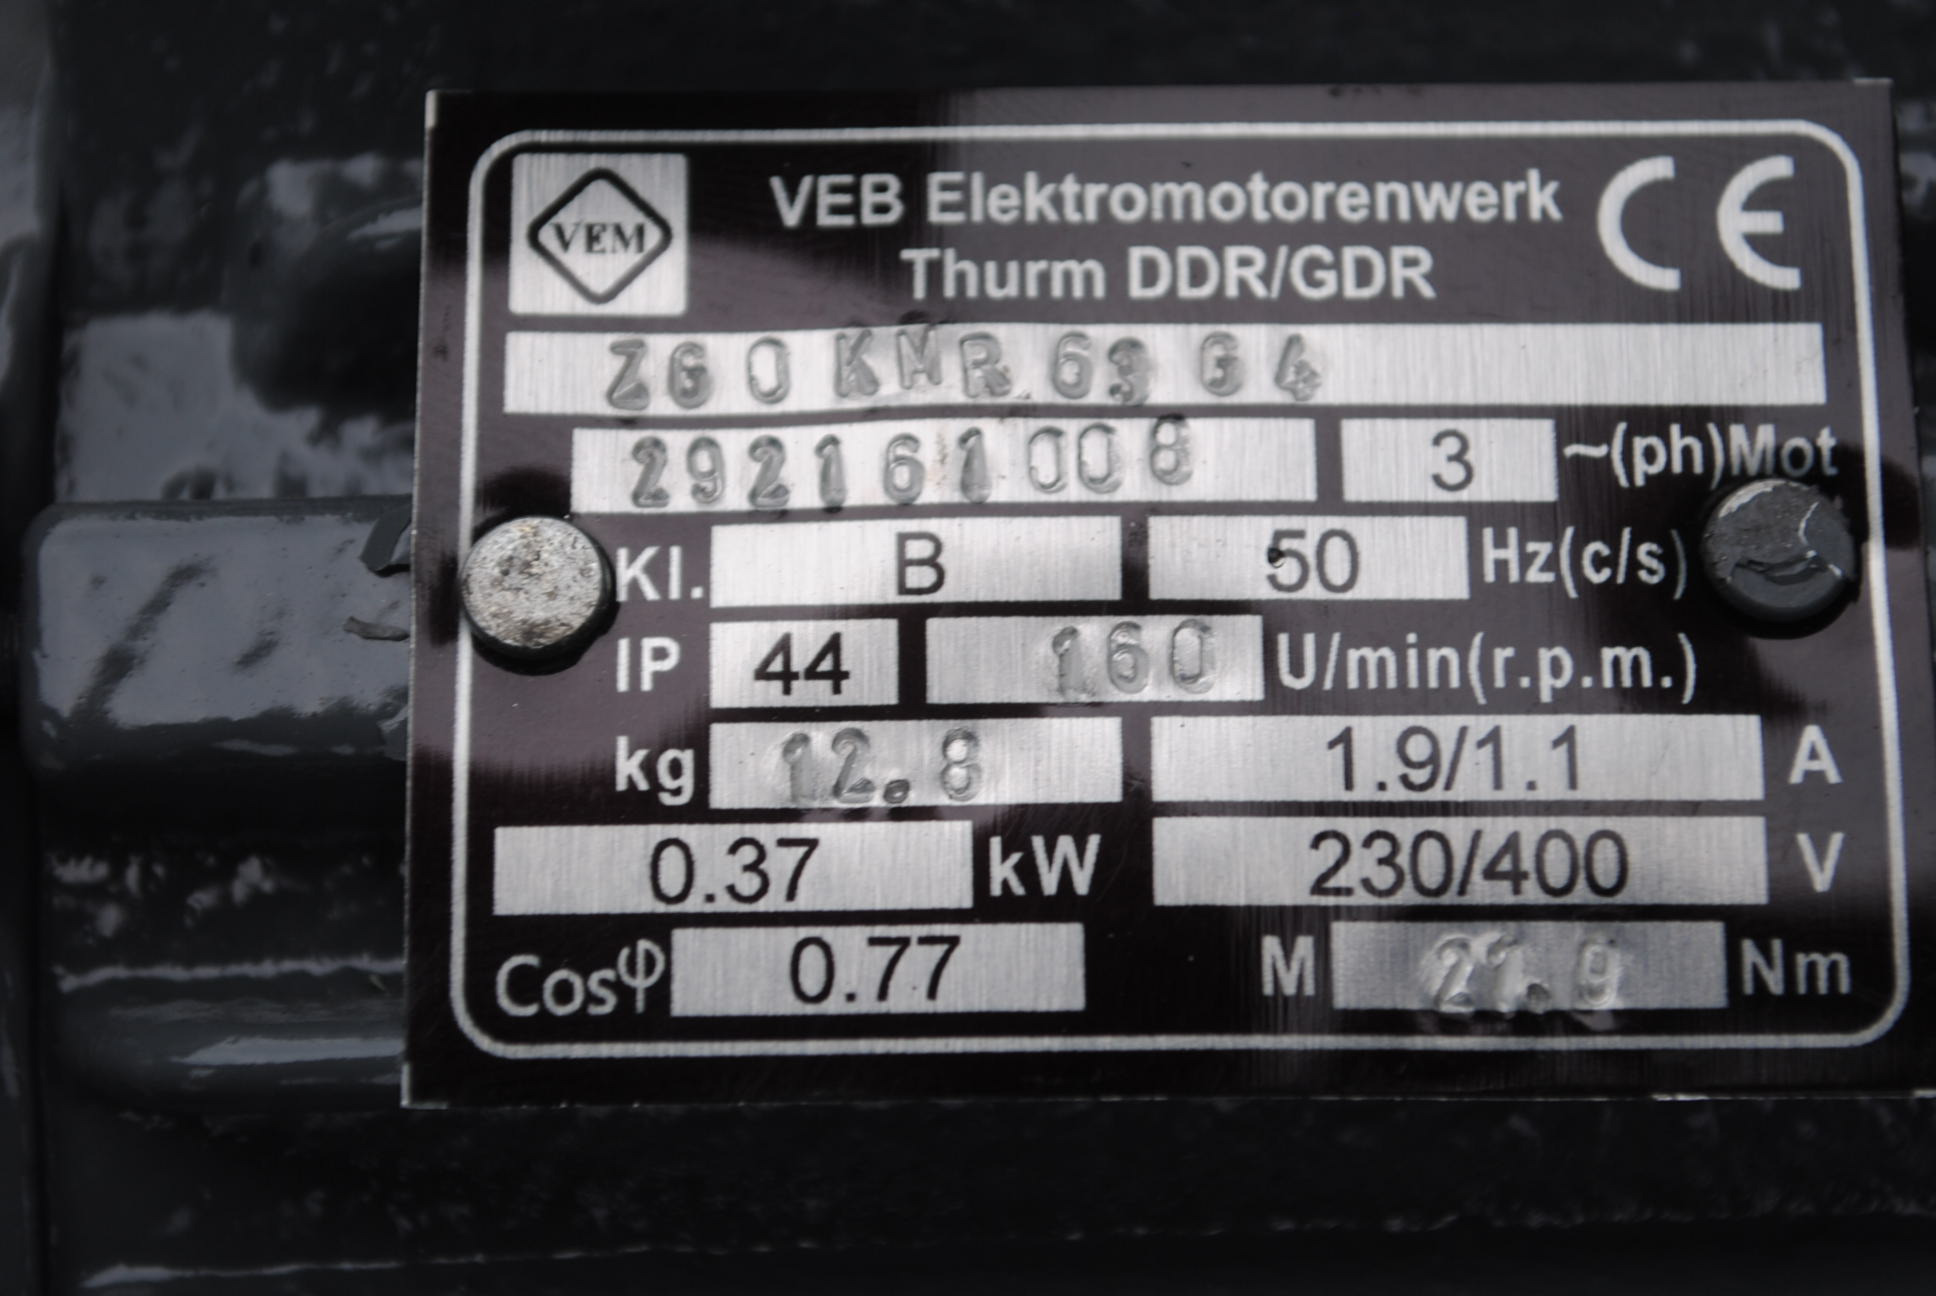 VEM
VEB Elektromotorenwerk
Thurm DDR/GDR
CE
ZG0 KMR 63 G4
292161008 3 ~(ph)Mot
Kl. B 50 Hz(c/s)
IP 44 160 U/min(r.p.m.)
kg 12.8 1.9/1.1 A
0.37 kW 230/400 V
Cosφ 0.77 M Nm